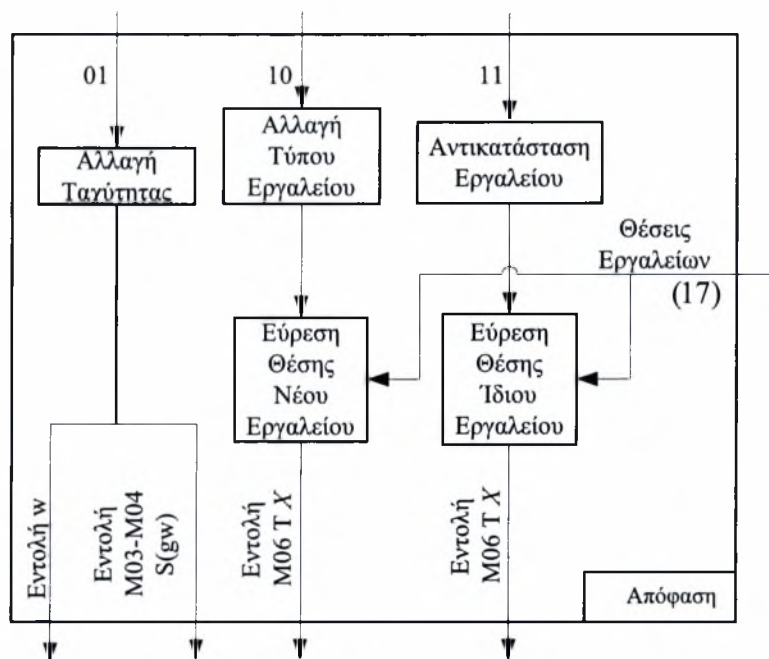 01
10
11
Αλλαγή
Ταχύτητας
Αλλαγή
Τύπου
Εργαλείου
Αντικατάσταση
Εργαλείου
Θέσεις
Εργαλείων
(17)
Εύρεση
Θέσης
Νέου
Εργαλείου
Εύρεση
Θέσης
Ίδιου
Εργαλείου
Εντολή w
Εντολή
M03-M04
S(gw)
Εντολή
M06 T X
Εντολή
M06 T X
Απόφαση